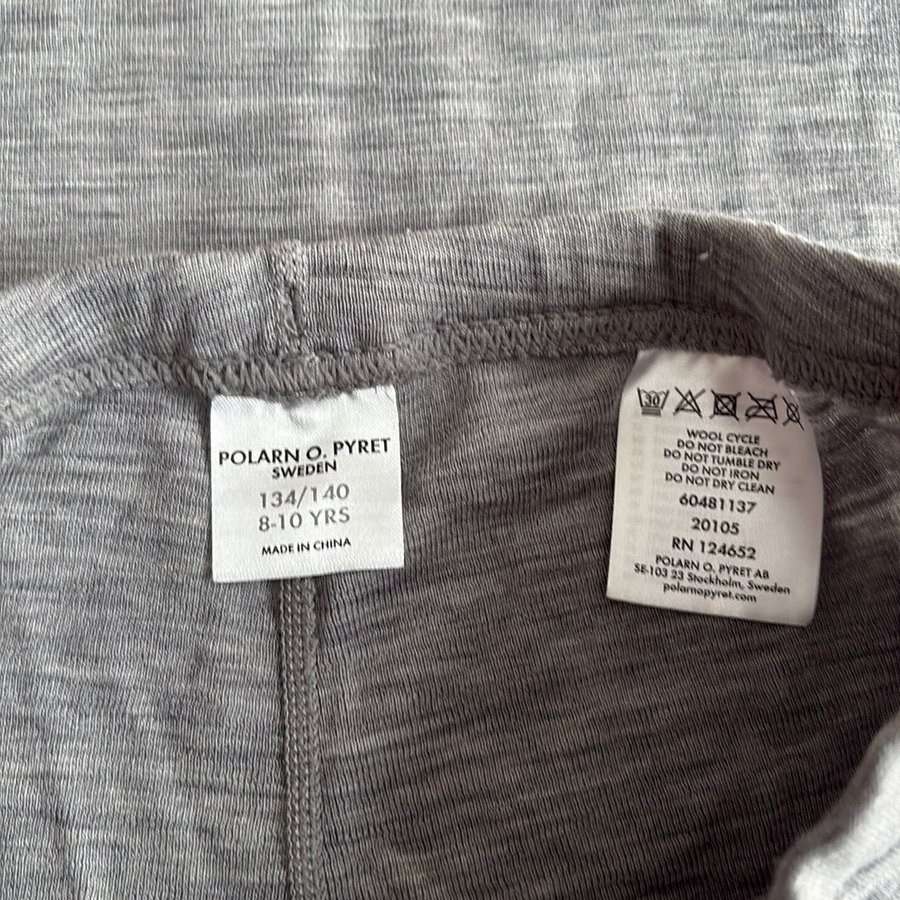 POLARN O. PYRET
SWEDEN
134/140
8-10 YRS
MADE IN CHINA
30
WOOL CYCLE
DO NOT BLEACH
DO NOT TUMBLE DRY
DO NOT IRON
DO NOT DRY CLEAN
60481137
20105
RN 124652
POLARN O. PYRET AB
SE-103 23 Stockholm, Sweden
polarnopyret.com